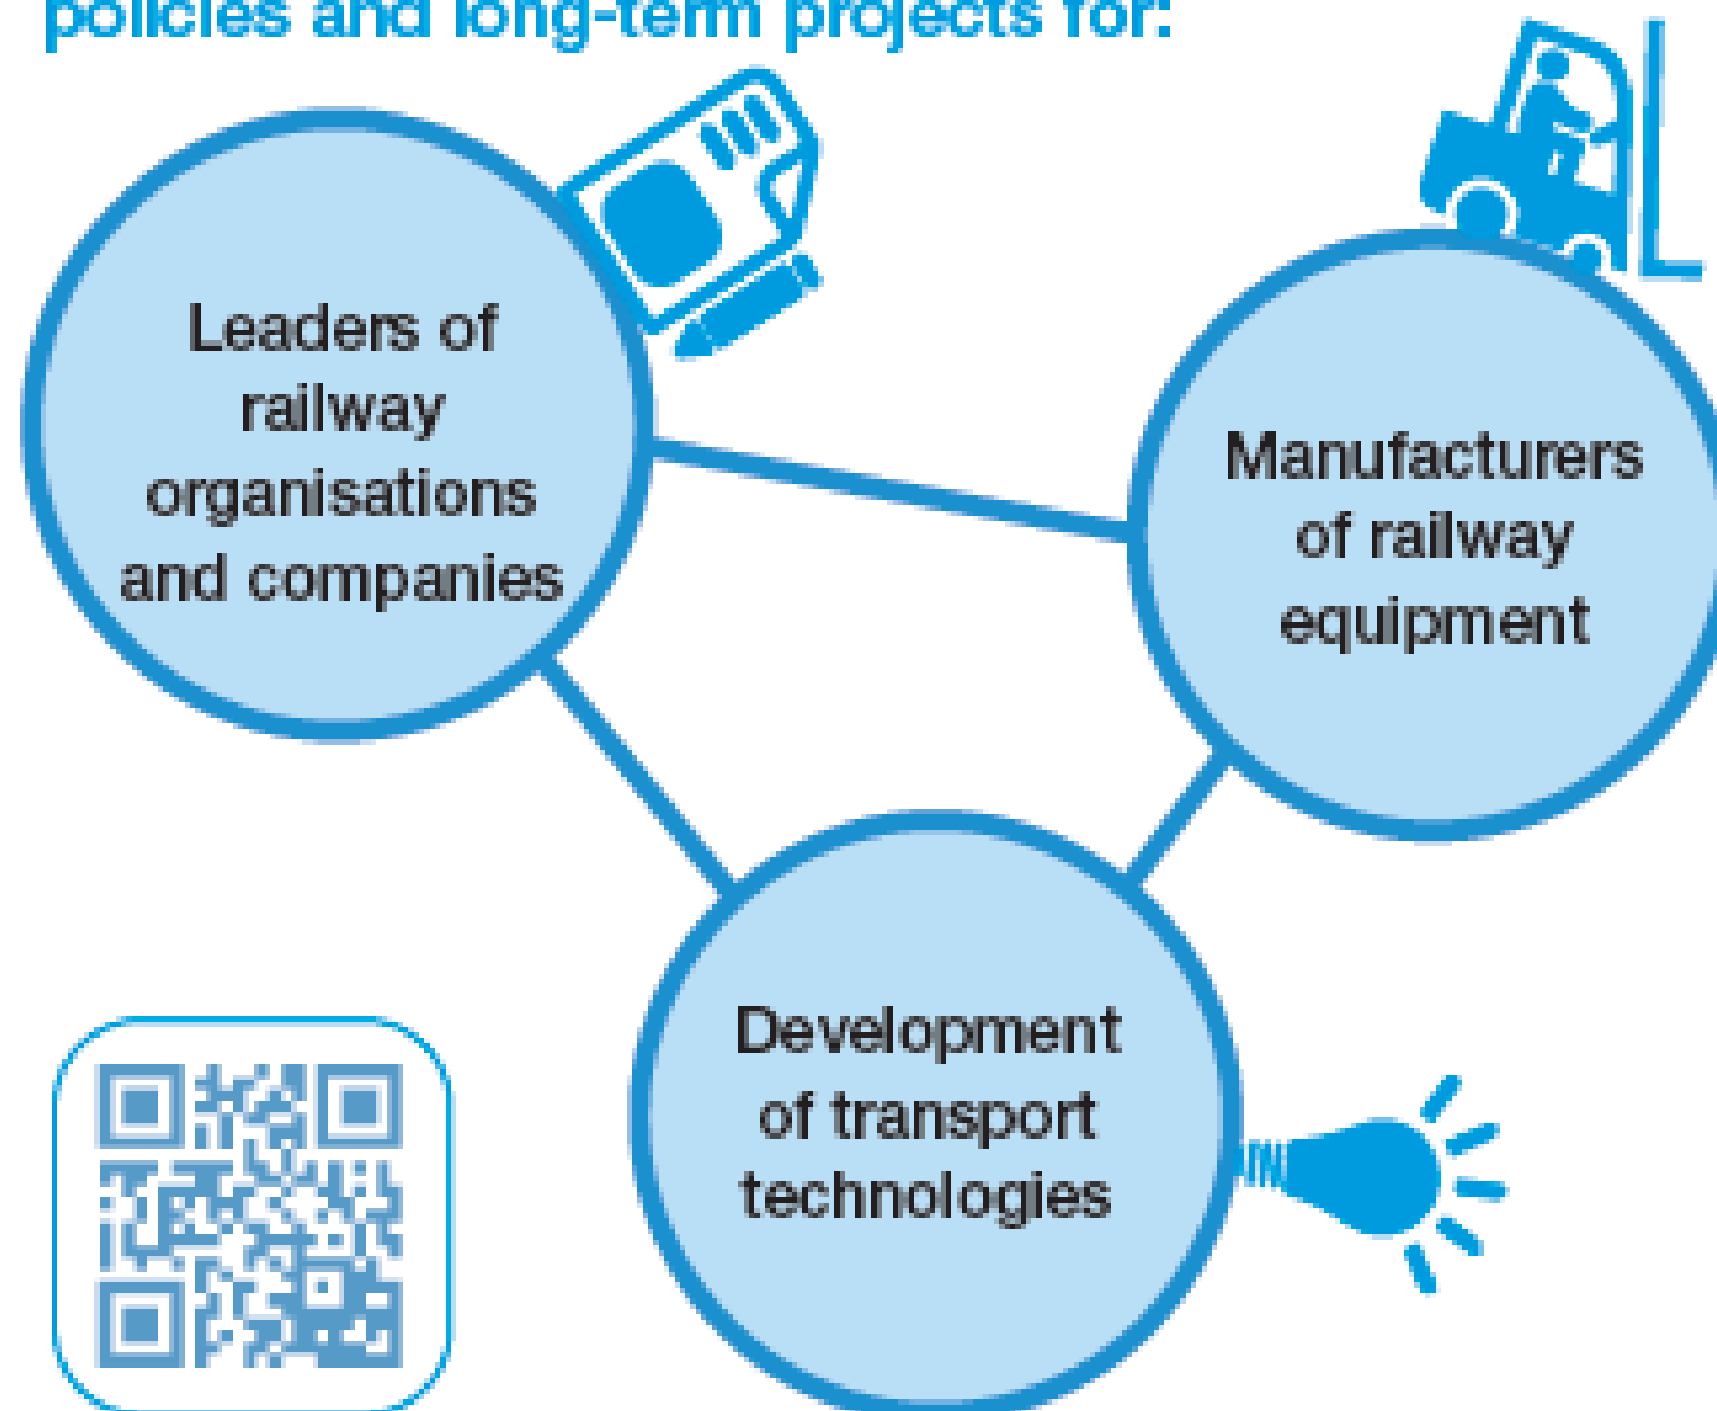 policies and long-term projects for:
Leaders of
railway
organisations
and companies
Manufacturers
of railway
equipment
Development
of transport
technologies